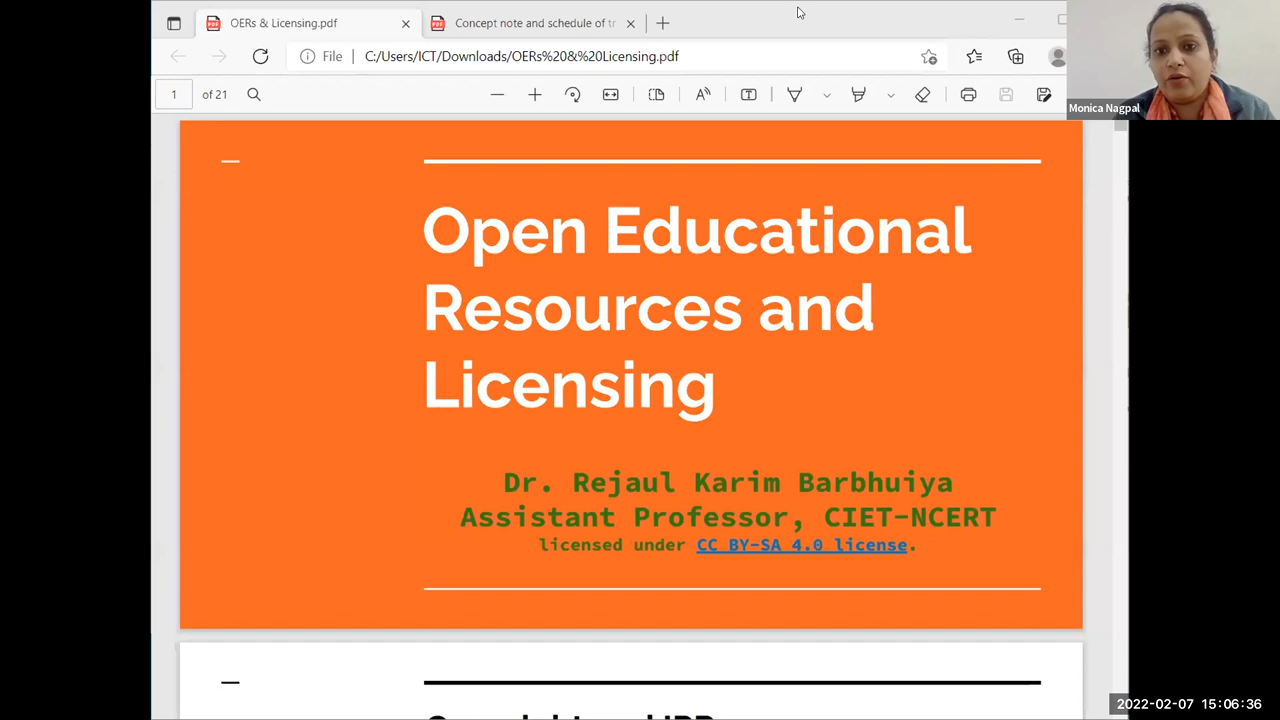 OERs & Licensing.pdf
Concept note and schedule of tr
File
C:/Users/ICT/Downloads/OERs%20&%20Licensing.pdf
1 of 21
Monica Nagpal
Open Educational
Resources and
Licensing
Dr. Rejaul Karim Barbhuiya
Assistant Professor, CIET-NCERT
licensed under CC BY-SA 4.0 license.
2022-02-07 15:06:36